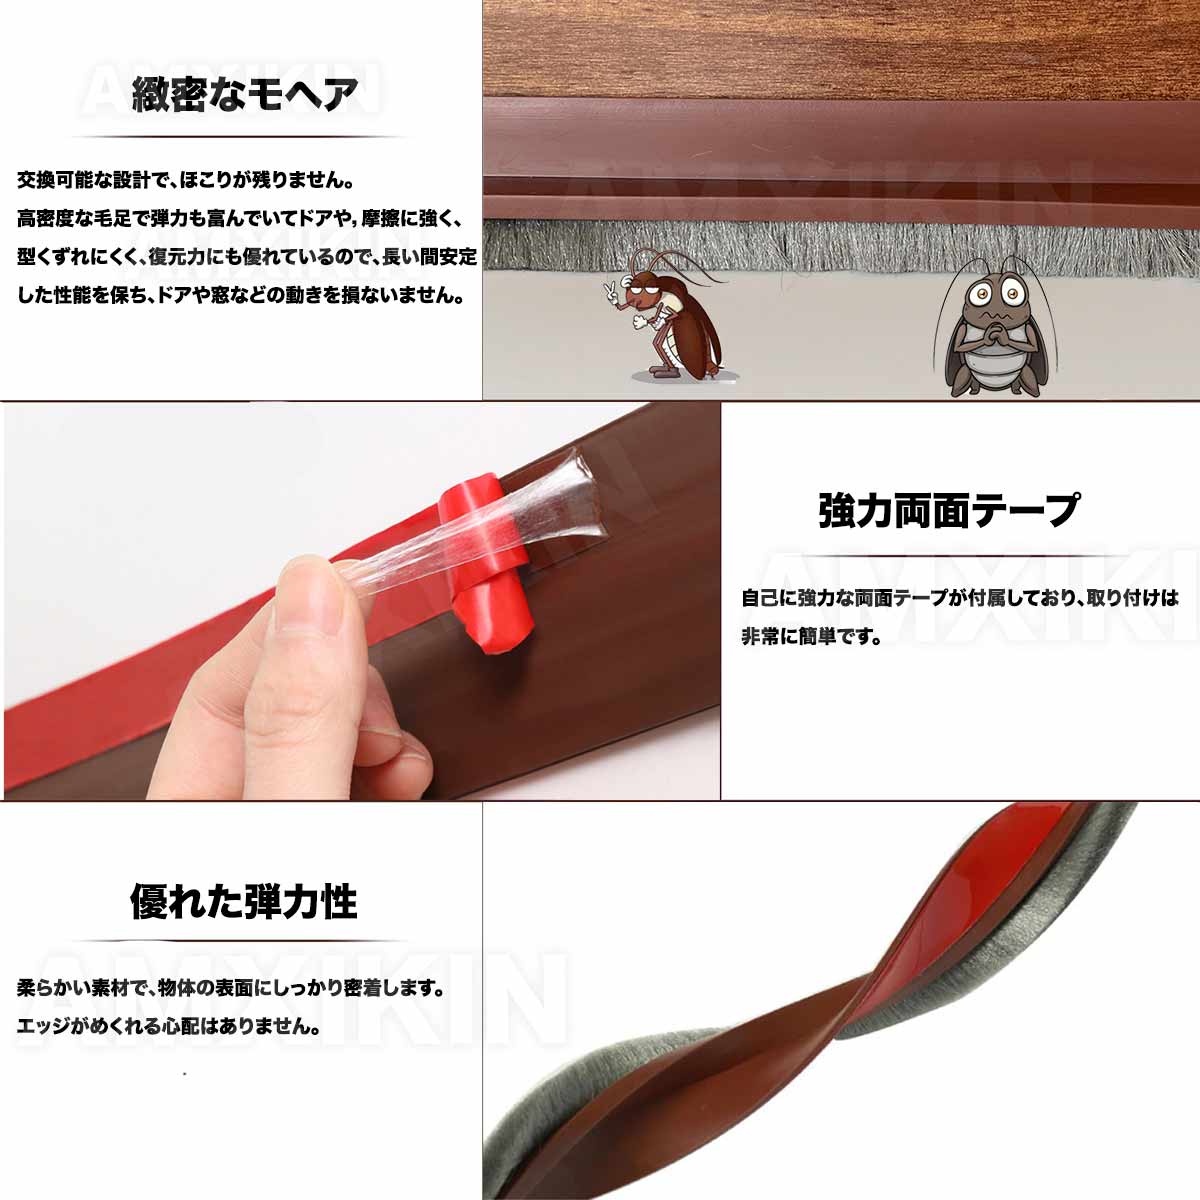 緻密なモヘア
交換可能な設計で、ほこりが残りません。
高密度な毛足で弾力も富んでいてドアや，摩擦に強く、
型くずれにくく、復元力にも優れているので、長い間安定
した性能を保ち、ドアや窓などの動きを損ないません。
AMXIKIN
AMXIKIN
強力両面テープ
自己に強力な両面テープが付属しており、取り付けは
非常に簡単です。
AMXIKIN
優れた弾力性
柔らかい素材で、物体の表面にしっかり密着します。
エッジがめくれる心配はありません。
AMXIKIN